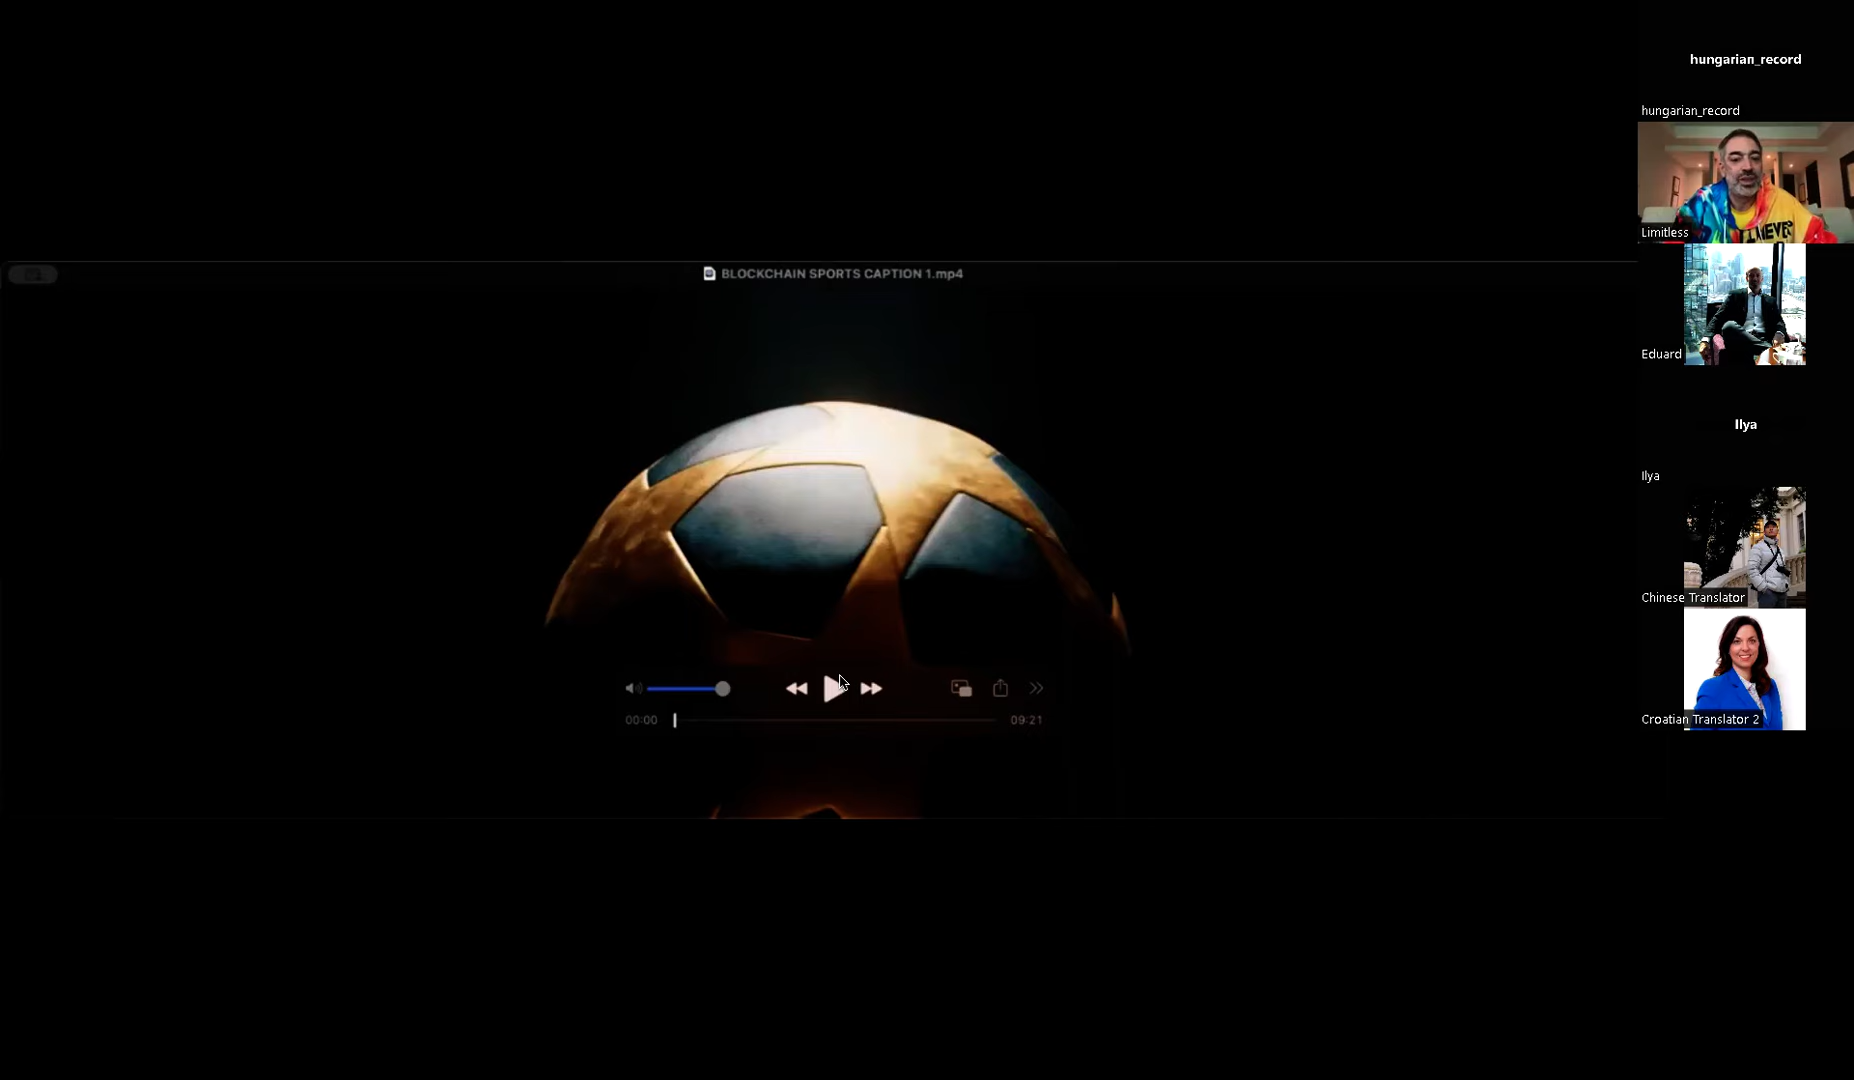 hungarian_record
hungarian_record
Limitless
BLOCKCHAIN SPORTS CAPTION 1.mp4
Eduard
Ilya
Ilya
Chinese Translator
00:00
09:21
Croatian Translator 2